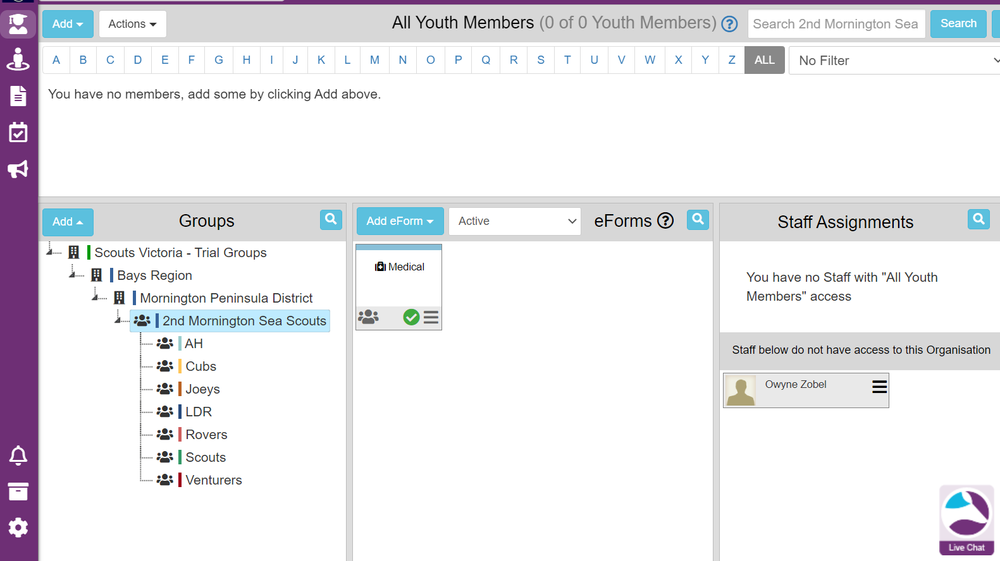 Add
Actions
All Youth Members (0 of 0 Youth Members)
Search 2nd Mornington Sea
Search
A B C D E F G H I J K L M N O P Q R S T U V W X Y Z ALL
No Filter
You have no members, add some by clicking Add above.
Add
Groups
Scouts Victoria - Trial Groups
Bays Region
Mornington Peninsula District
2nd Mornington Sea Scouts
AH
Cubs
Joeys
LDR
Rovers
Scouts
Venturers
Add eForm
Active
eForms
Medical
Staff Assignments
You have no Staff with "All Youth
Members" access
Staff below do not have access to this Organisation
Owyne Zobel
Live Chat